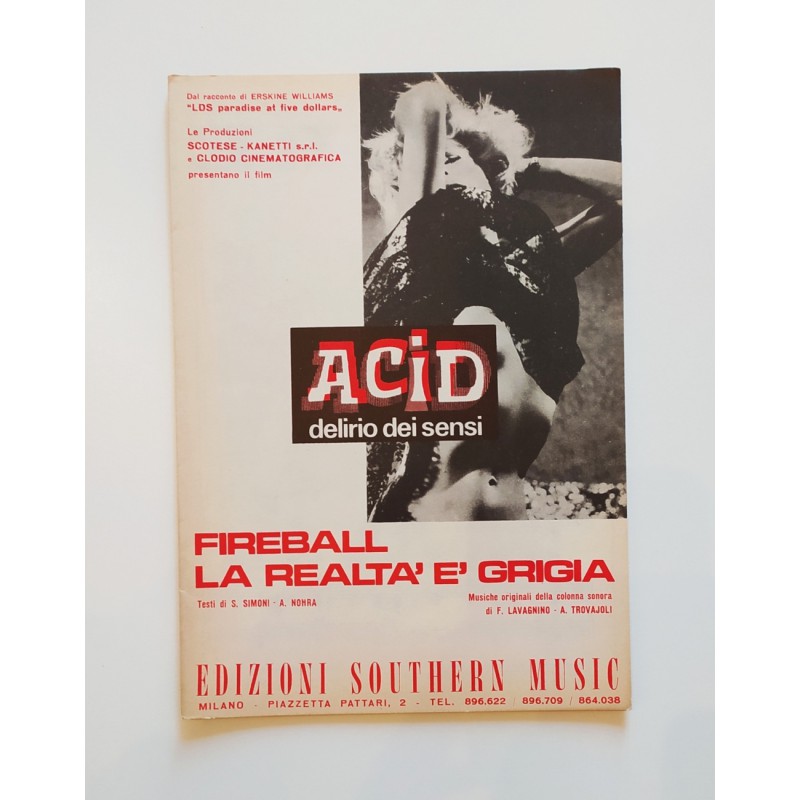 Dal racconto di ERSKINE WILLIAMS
"LDS paradise at five dollars„
Le Produzioni
SCOTESE - KANETTI s.r.l.
e CLODIO CINEMATOGRAFICA
presentano il film
ACiD
delirio dei sensi
FIREBALL
LA REALTA' E' GRIGIA
Testi di S. SIMONI - A. NOHRA
Musiche originali della colonna sonora
di F. LAVAGNINO - A. TROVAJOLI
EDIZIONI SOUTHERN MUSIC
MILANO - PIAZZETTA PATTARI, 2 - TEL. 896.622 / 896.709 / 864.038